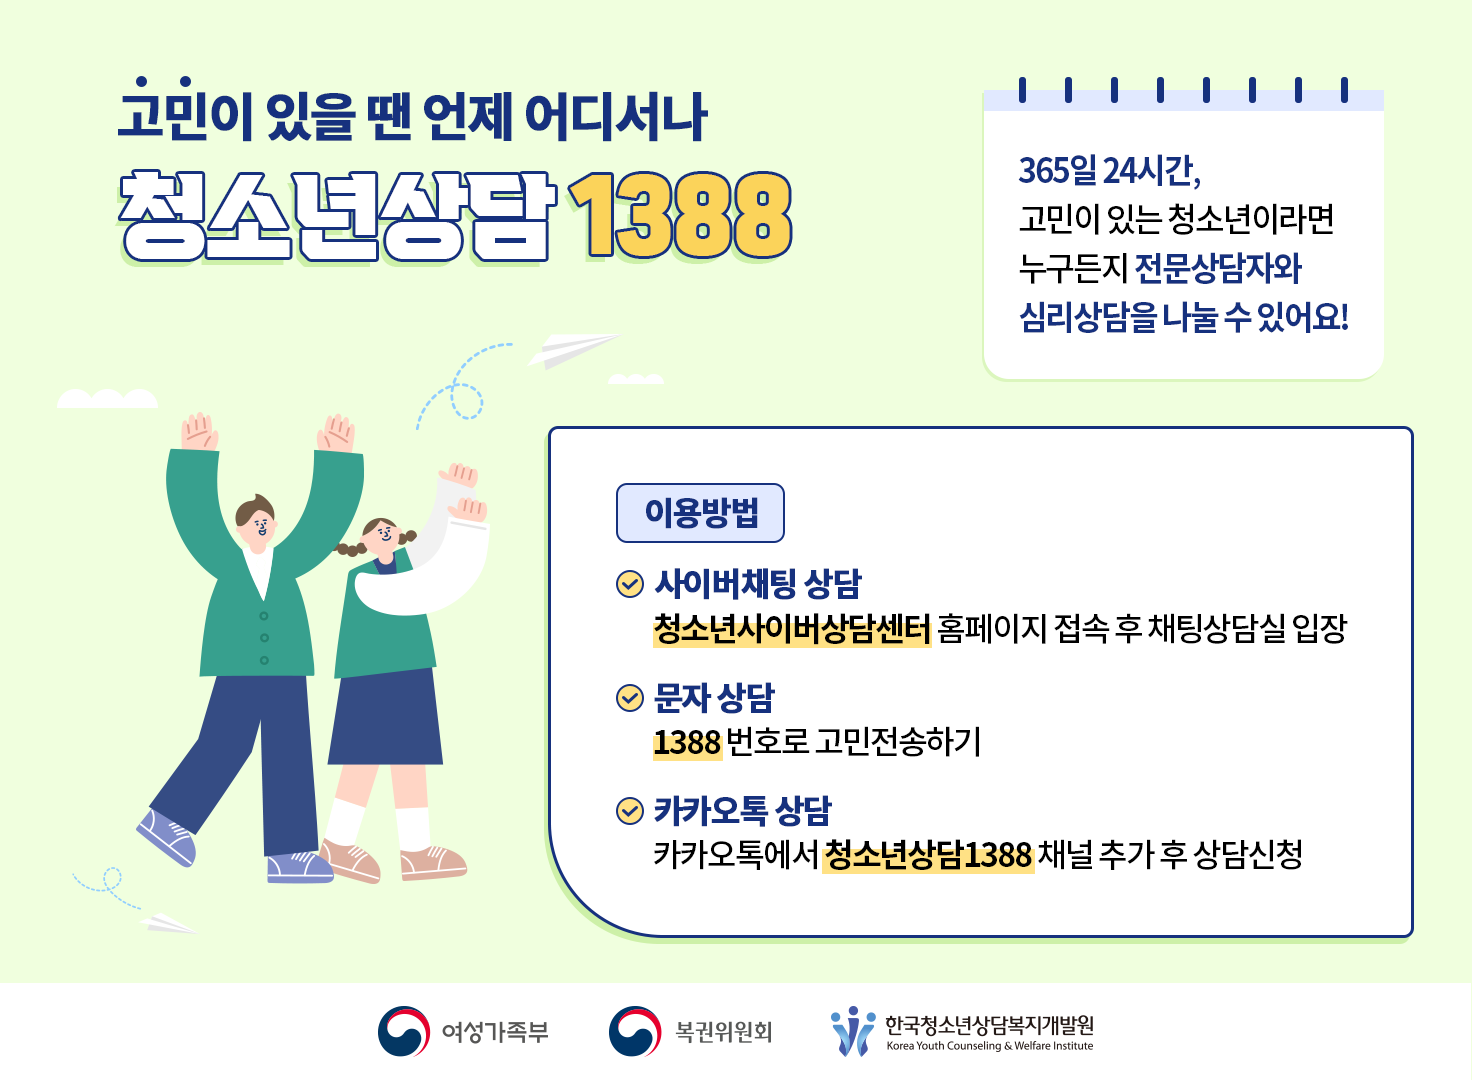 고민이 있을 땐 언제 어디서나
청소년상담 1388
365일 24시간,
고민이 있는 청소년이라면
누구든지 전문상담자와
심리상담을 나눌 수 있어요!
이용방법
사이버채팅 상담
청소년사이버상담센터 홈페이지 접속 후 채팅상담실 입장
문자 상담
1388 번호로 고민전송하기
카카오톡 상담
카카오톡에서 청소년상담1388 채널 추가 후 상담신청
여성가족부
복권위원회
한국청소년상담복지개발원
Korea Youth Counseling & Welfare Institute